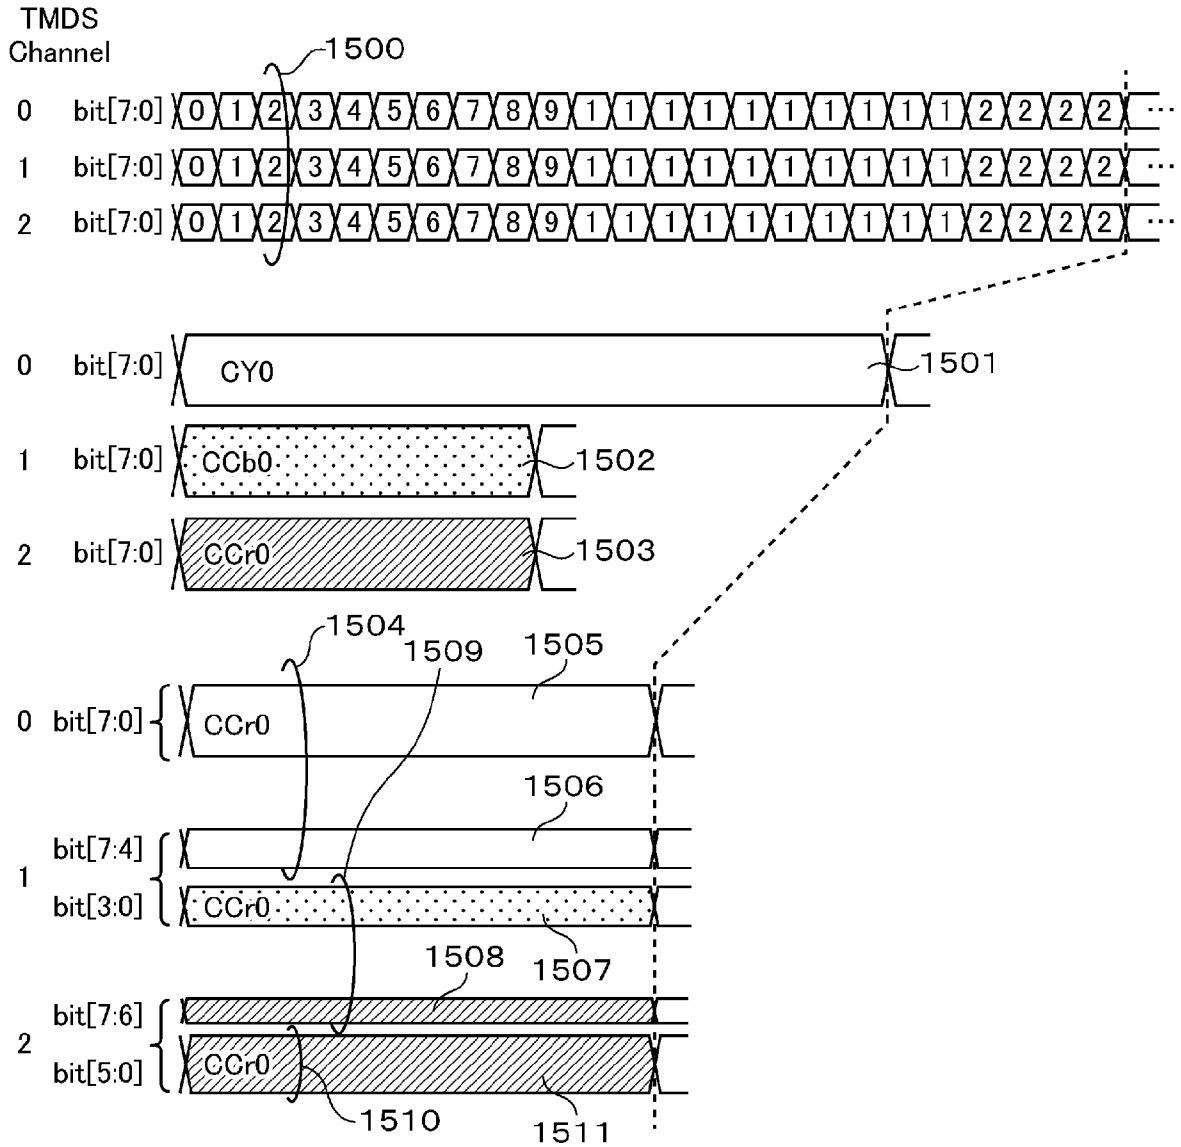 TMDS
Channel
1500
0 bit[7:0] 0 1 2 3 4 5 6 7 8 9 1 1 1 1 1 1 1 1 1 1 2 2 2 2 ...
1 bit[7:0] 0 1 2 3 4 5 6 7 8 9 1 1 1 1 1 1 1 1 1 1 2 2 2 2 ...
2 bit[7:0] 0 1 2 3 4 5 6 7 8 9 1 1 1 1 1 1 1 1 1 1 2 2 2 2 ...
0 bit[7:0] CY0 1501
1 bit[7:0] CCb0 1502
2 bit[7:0] CCr0 1503
1504 1509 1505
0 bit[7:0] CCr0
1506
bit[7:4]
1
bit[3:0] CCr0
1508 1507
bit[7:6]
2
bit[5:0] CCr0
1510 1511